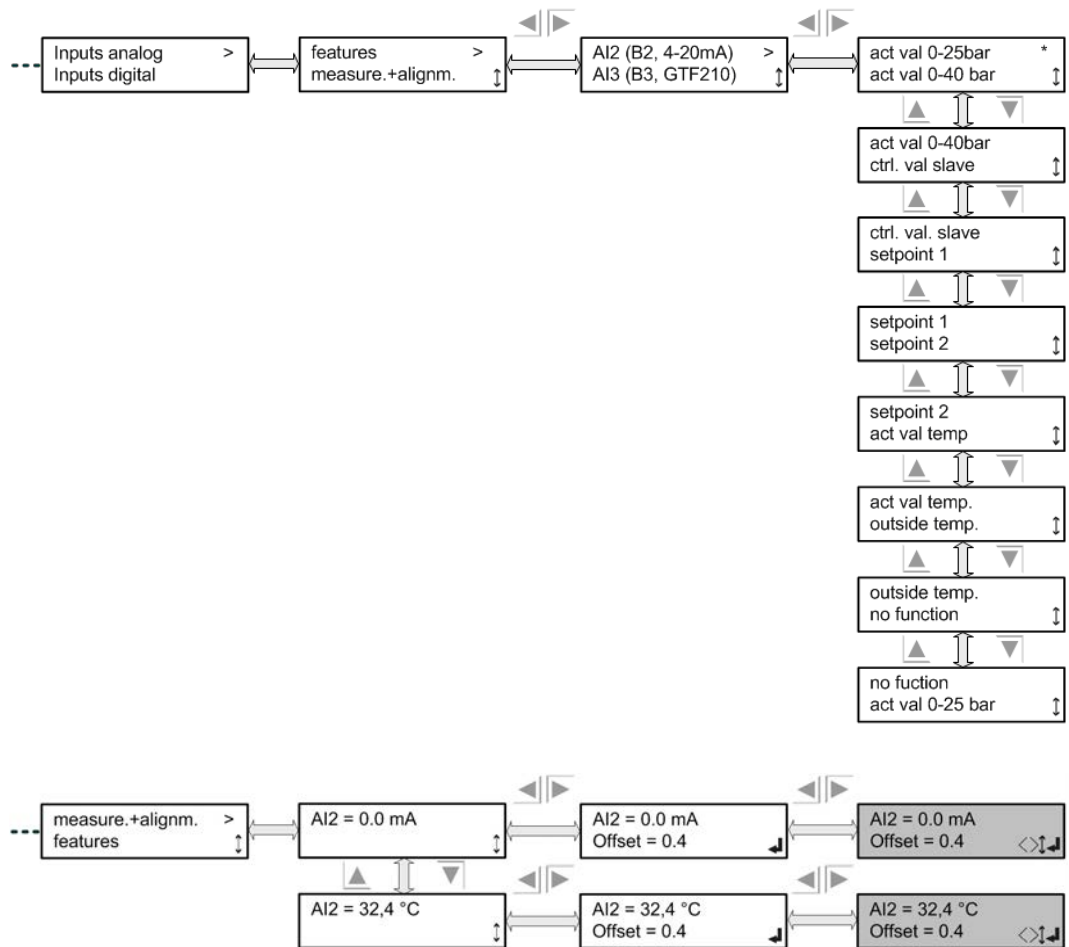 Inputs analog >
Inputs digital
features >
measure.+alignm.
AI2 (B2, 4-20mA) >
AI3 (B3, GTF210)
act val 0-25bar *
act val 0-40 bar
act val 0-40bar
ctrl. val slave
ctrl. val. slave
setpoint 1
setpoint 1
setpoint 2
setpoint 2
act val temp
act val temp.
outside temp.
outside temp.
no function
no fuction
act val 0-25 bar
measure.+alignm. >
features
AI2 = 0.0 mA
AI2 = 0.0 mA
Offset = 0.4
AI2 = 0.0 mA
Offset = 0.4 <>
AI2 = 32,4 °C
AI2 = 32,4 °C
Offset = 0.4
AI2 = 32,4 °C
Offset = 0.4 <>